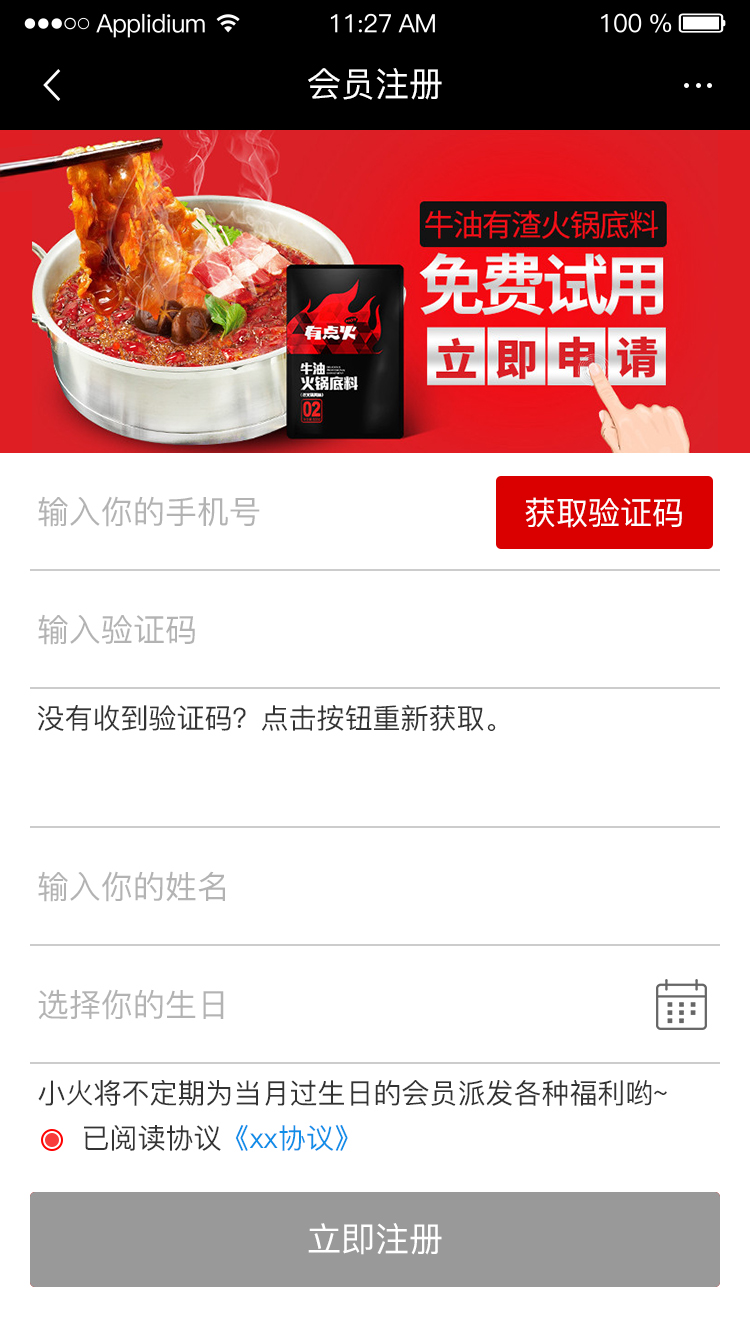 ●●●○○ Applidium 11:27 AM 100 %
会员注册
牛油有渣火锅底料
免费试用
立即申请
有点火
牛油
火锅底料
02
输入你的手机号 获取验证码
输入验证码
没有收到验证码？点击按钮重新获取。
输入你的姓名
选择你的生日
小火将不定期为当月过生日的会员派发各种福利哟~
已阅读协议《xx协议》
立即注册